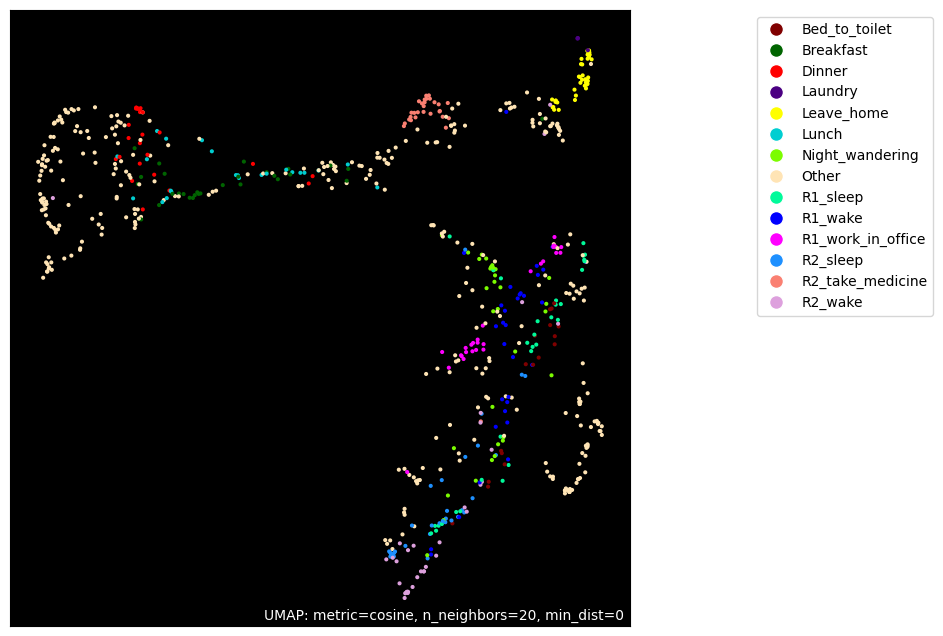 Bed_to_toilet
Breakfast
Dinner
Laundry
Leave_home
Lunch
Night_wandering
Other
R1_sleep
R1_wake
R1_work_in_office
R2_sleep
R2_take_medicine
R2_wake
UMAP: metric=cosine, n_neighbors=20, min_dist=0